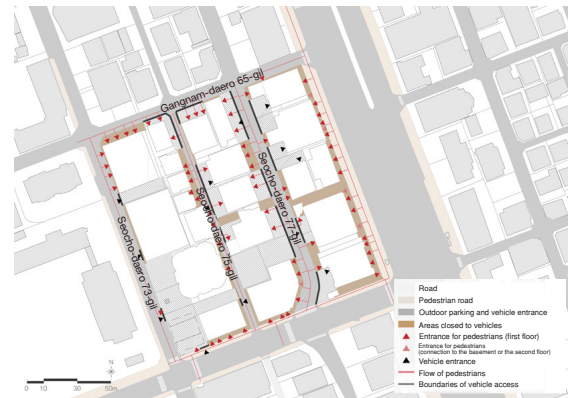 Gangnam-daero 65-gil
Seocho-daero 73-gil
Seocho-daero 75-gil
Seocho-daero 77-gil
Road
Pedestrian road
Outdoor parking and vehicle entrance
Areas closed to vehicles
Entrance for pedestrians (first floor)
Entrance for pedestrians
(connection to the basement or the second floor)
Vehicle entrance
Flow of pedestrians
Boundaries of vehicle access
N
0 10 30 50m